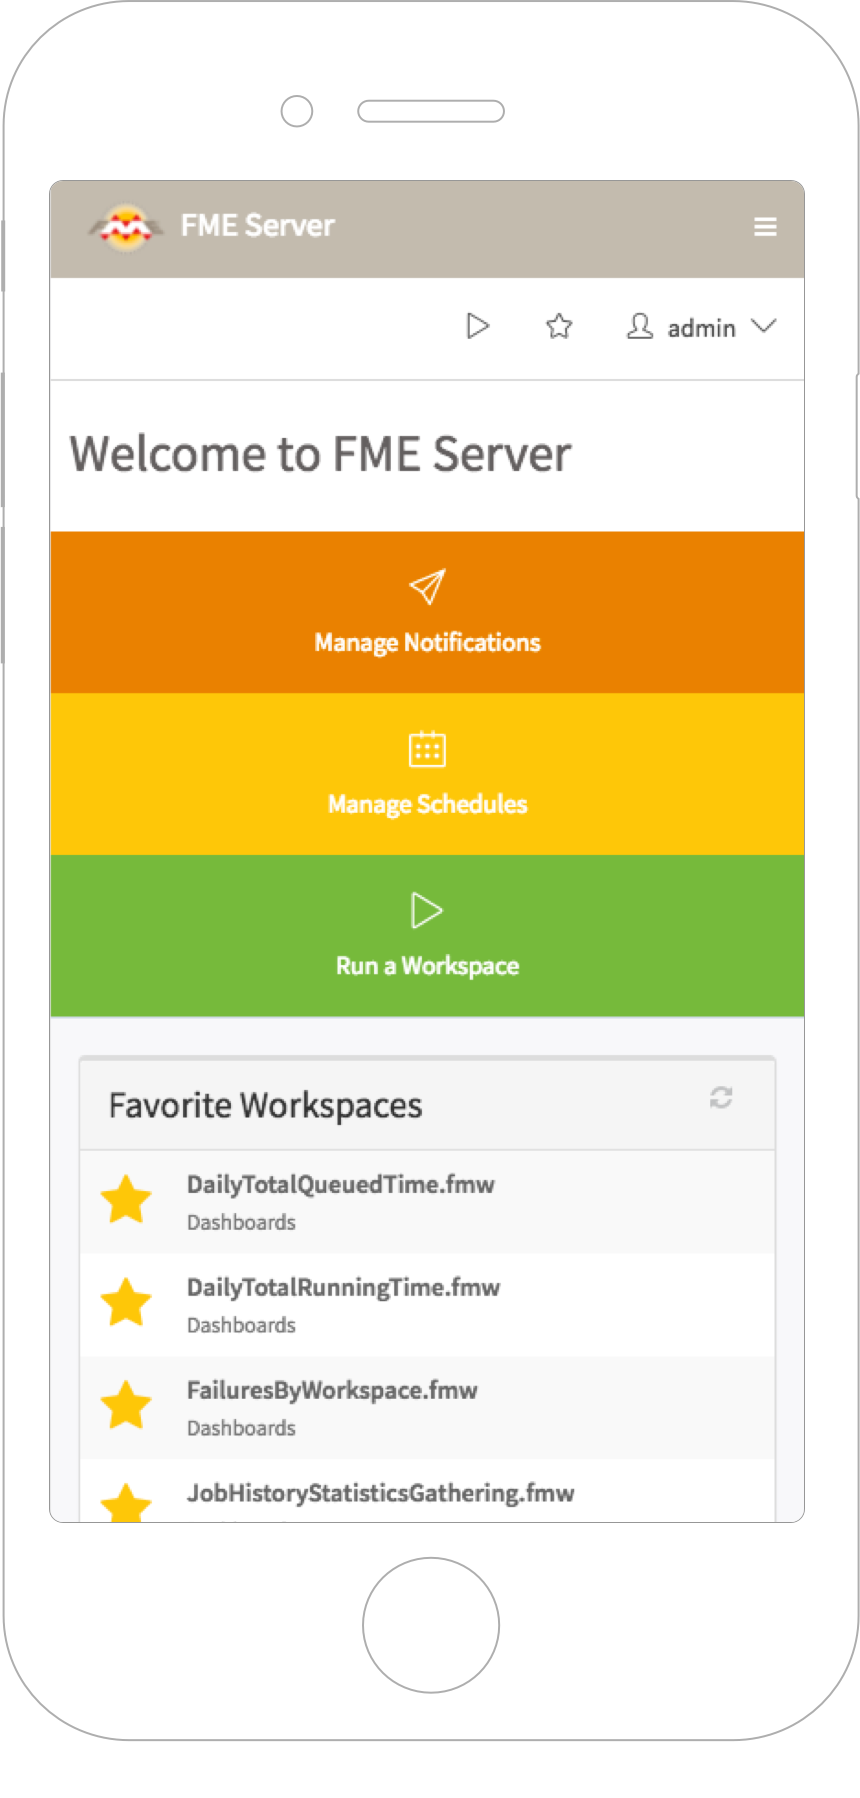 FME Server
admin
Welcome to FME Server
Manage Notifications
Manage Schedules
Run a Workspace
Favorite Workspaces
DailyTotalQueuedTime.fmw
Dashboards
DailyTotalRunningTime.fmw
Dashboards
FailuresByWorkspace.fmw
Dashboards
JobHistoryStatisticsGathering.fmw